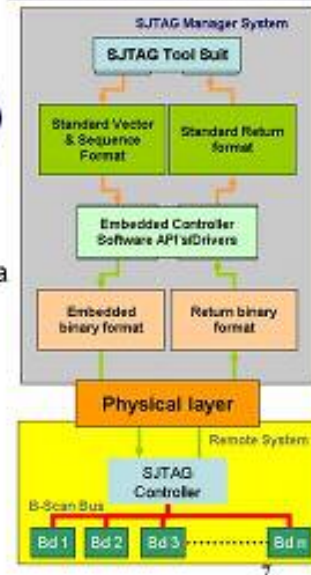 SJTAG Manager System
SJTAG Tool Suit
Standard Vector
& Sequence
Format
Standard Return
format
Embedded Controller
Software API's/Drivers
Embedded
binary format
Return binary
format
Physical layer
Remote System
SJTAG
Controller
B-Scan Bus
Bd 1
Bd 2
Bd 3
Bd n
7